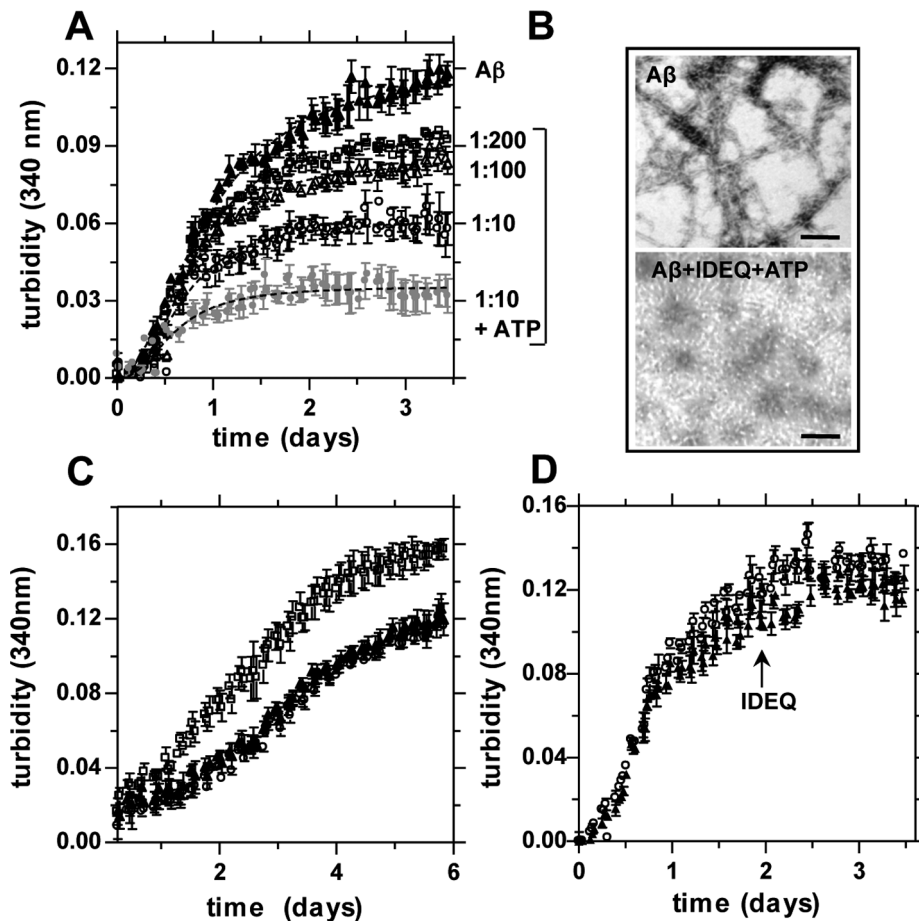 A
turbidity (340 nm)
0.12
0.09
0.06
0.03
0.00
0 1 2 3
time (days)
Aβ
1:200
1:100
1:10
1:10
+ ATP
B
Aβ
Aβ+IDEQ+ATP
C
turbidity (340nm)
0.16
0.12
0.08
0.04
0.00
2 4 6
time (days)
D
turbidity (340nm)
0.16
0.12
0.08
0.04
0.00
0 1 2 3
time (days)
IDEQ